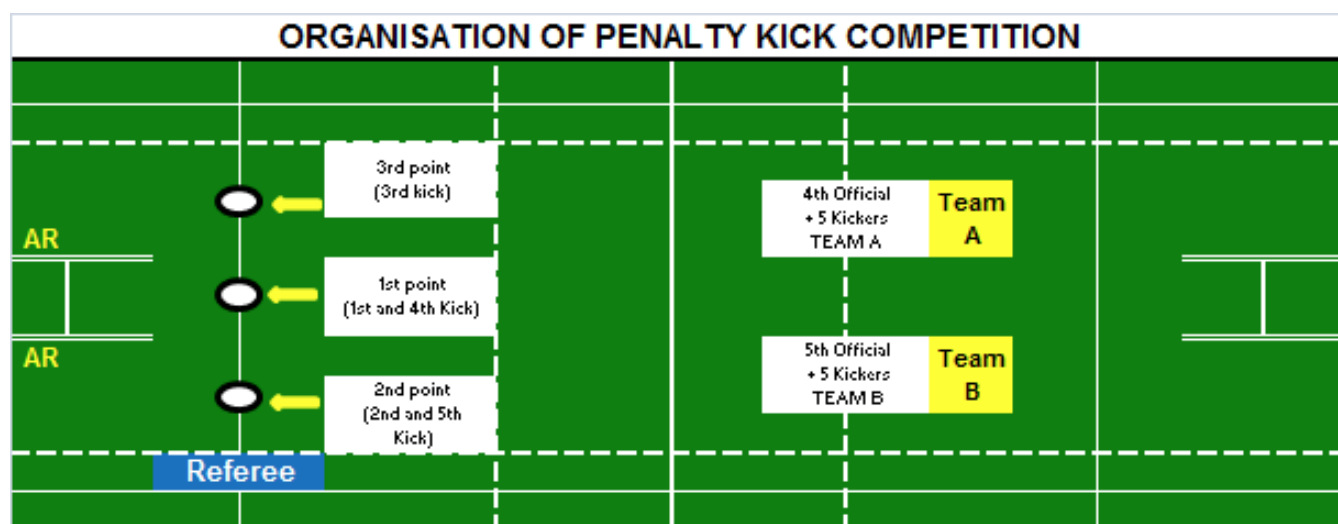 ORGANISATION OF PENALTY KICK COMPETITION
3rd point
(3rd kick)
4th Official
+ 5 Kickers
TEAM A
Team
A
AR
1st point
(1st and 4th Kick)
AR
5th Official
+ 5 Kickers
TEAM B
Team
B
2nd point
(2nd and 5th
Kick)
Referee